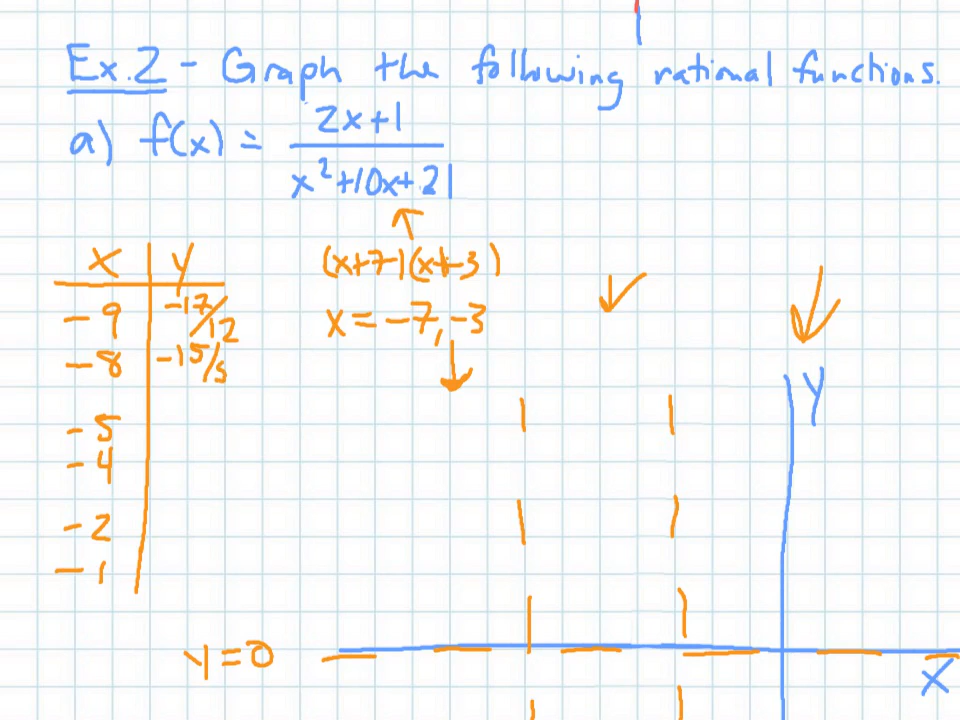 Ex.2 - Graph the following rational functions.
a) f(x) = (2x+1)/(x²+10x+21)
(x+7)(x+3)
x = -7, -3
x | y
-9 | -17/12
-8 | -15/5
-5
-4
-2
-1
y
y=0
x